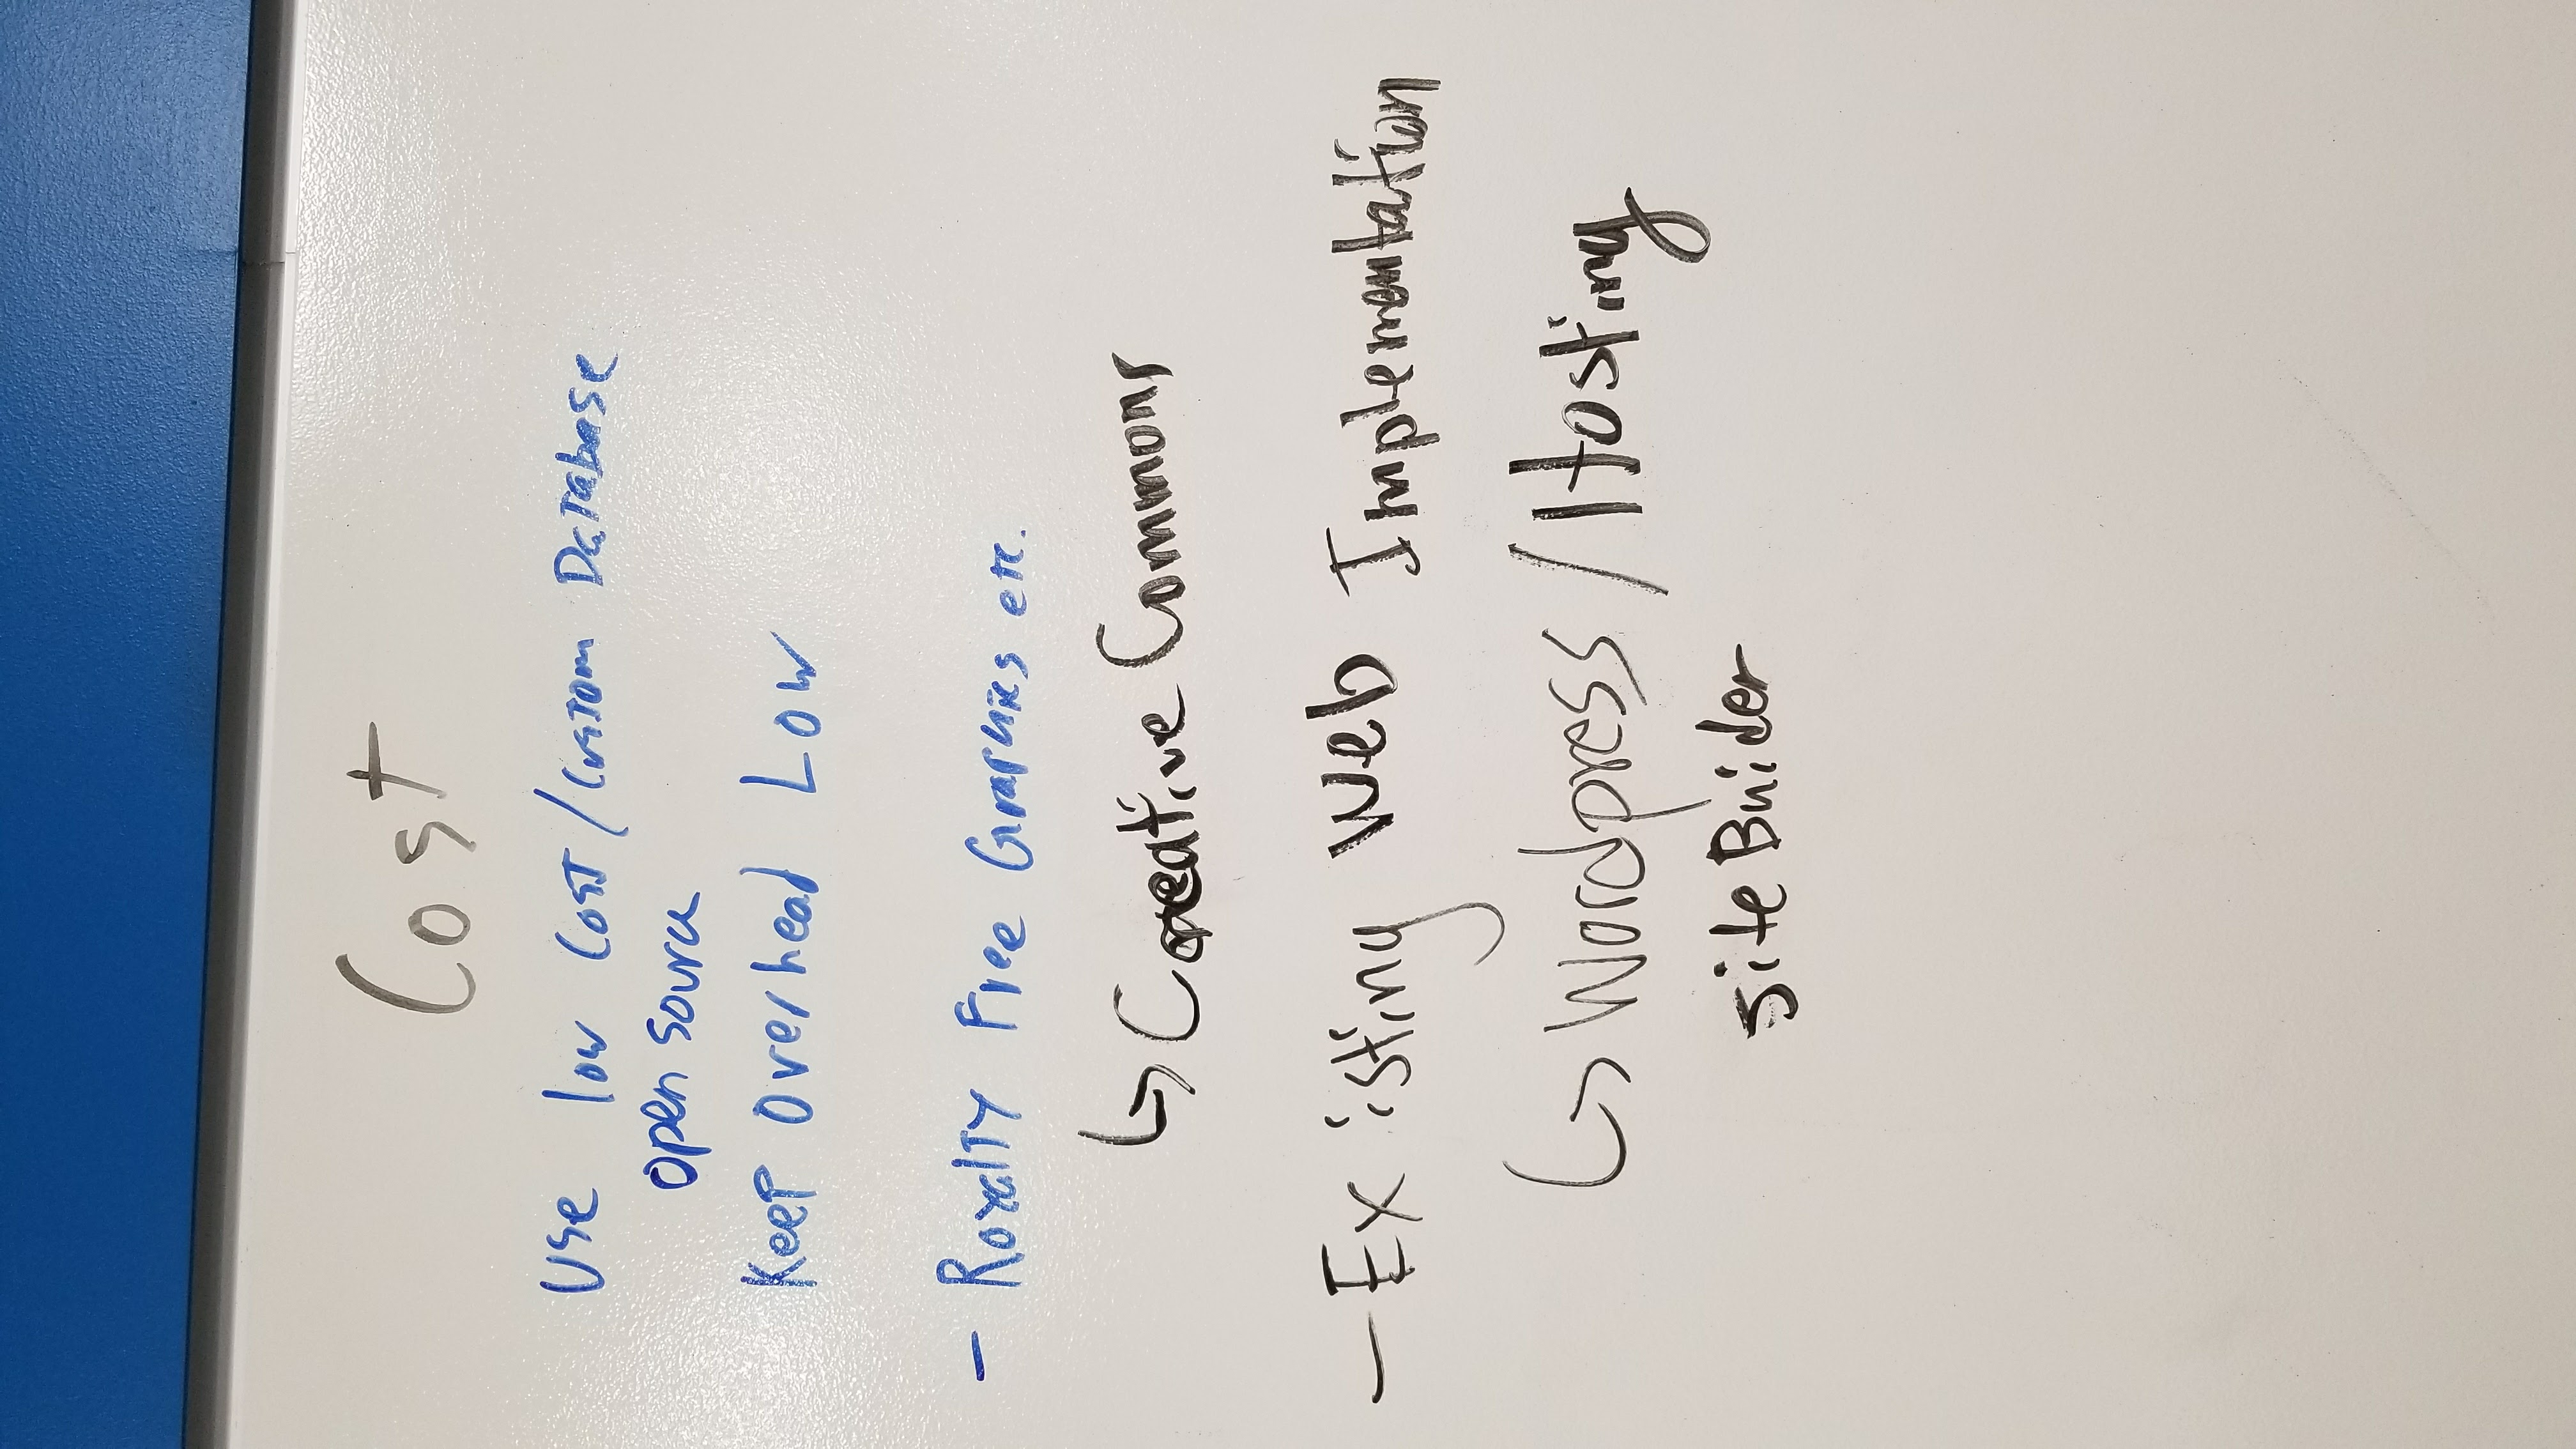 Cost
Use low Cost/Custom Database
open source
Keep Overhead Low
- Royalty Free Graphics etc.
↳ Creative Commons
- Existing Web Implementation
↳ Wordpress / Hosting
site Buider